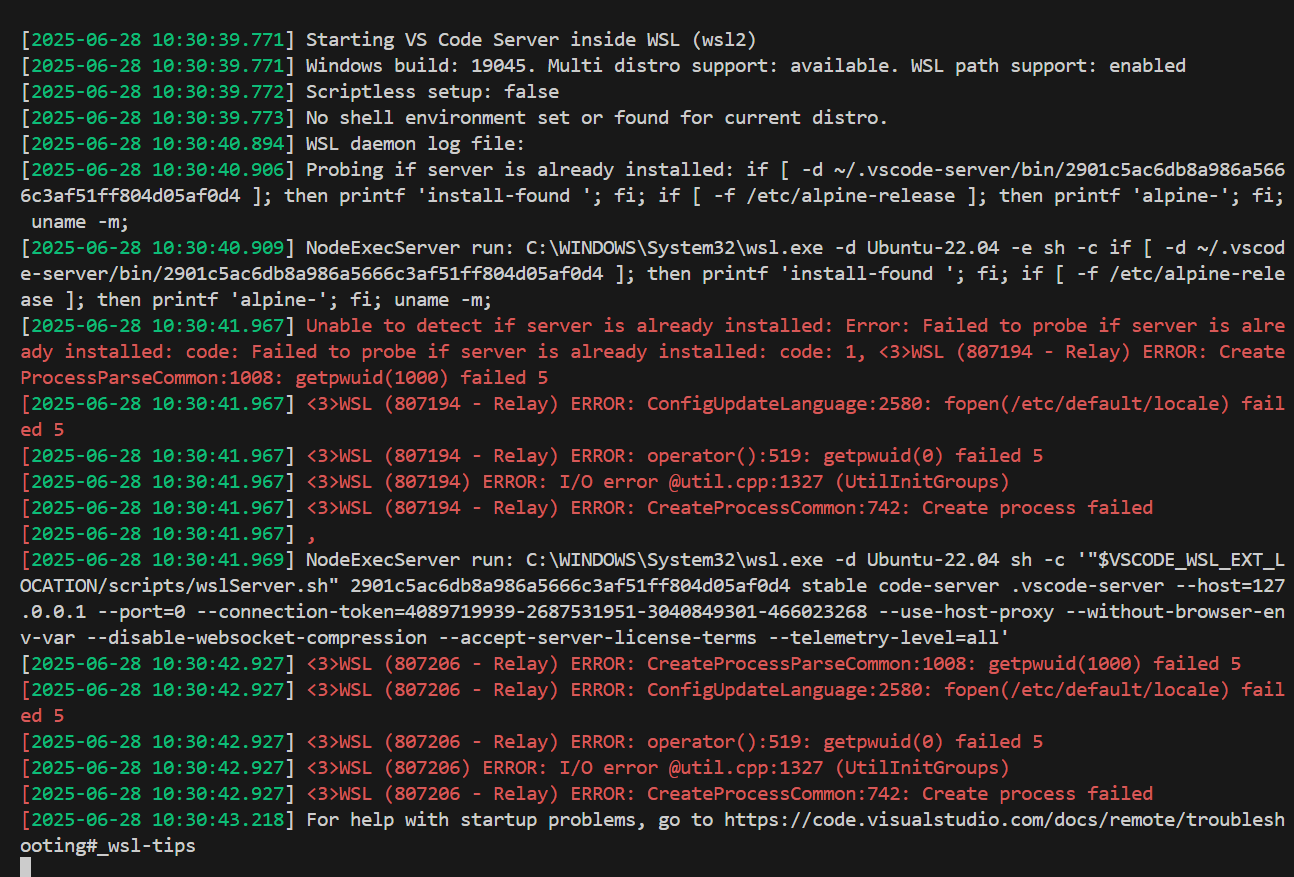 [2025-06-28 10:30:39.771] Starting VS Code Server inside WSL (wsl2)
[2025-06-28 10:30:39.771] Windows build: 19045. Multi distro support: available. WSL path support: enabled
[2025-06-28 10:30:39.772] Scriptless setup: false
[2025-06-28 10:30:39.773] No shell environment set or found for current distro.
[2025-06-28 10:30:40.894] WSL daemon log file:
[2025-06-28 10:30:40.906] Probing if server is already installed: if [ -d ~/.vscode-server/bin/2901c5ac6db8a986a566
6c3af51ff804d05af0d4 ]; then printf 'install-found '; fi; if [ -f /etc/alpine-release ]; then printf 'alpine-'; fi;
 uname -m;
[2025-06-28 10:30:40.909] NodeExecServer run: C:\WINDOWS\System32\wsl.exe -d Ubuntu-22.04 -e sh -c if [ -d ~/.vscod
e-server/bin/2901c5ac6db8a986a5666c3af51ff804d05af0d4 ]; then printf 'install-found '; fi; if [ -f /etc/alpine-rele
ase ]; then printf 'alpine-'; fi; uname -m;
[2025-06-28 10:30:41.967] Unable to detect if server is already installed: Error: Failed to probe if server is alre
ady installed: code: Failed to probe if server is already installed: code: 1, <3>WSL (807194 - Relay) ERROR: Create
ProcessParseCommon:1008: getpwuid(1000) failed 5
[2025-06-28 10:30:41.967] <3>WSL (807194 - Relay) ERROR: ConfigUpdateLanguage:2580: fopen(/etc/default/locale) fail
ed 5
[2025-06-28 10:30:41.967] <3>WSL (807194 - Relay) ERROR: operator():519: getpwuid(0) failed 5
[2025-06-28 10:30:41.967] <3>WSL (807194) ERROR: I/O error @util.cpp:1327 (UtilInitGroups)
[2025-06-28 10:30:41.967] <3>WSL (807194 - Relay) ERROR: CreateProcessCommon:742: Create process failed
[2025-06-28 10:30:41.967] ,
[2025-06-28 10:30:41.969] NodeExecServer run: C:\WINDOWS\System32\wsl.exe -d Ubuntu-22.04 sh -c '"$VSCODE_WSL_EXT_L
OCATION/scripts/wslServer.sh" 2901c5ac6db8a986a5666c3af51ff804d05af0d4 stable code-server .vscode-server --host=127
.0.0.1 --port=0 --connection-token=4089719939-2687531951-3040849301-466023268 --use-host-proxy --without-browser-en
v-var --disable-websocket-compression --accept-server-license-terms --telemetry-level=all'
[2025-06-28 10:30:42.927] <3>WSL (807206 - Relay) ERROR: CreateProcessParseCommon:1008: getpwuid(1000) failed 5
[2025-06-28 10:30:42.927] <3>WSL (807206 - Relay) ERROR: ConfigUpdateLanguage:2580: fopen(/etc/default/locale) fail
ed 5
[2025-06-28 10:30:42.927] <3>WSL (807206 - Relay) ERROR: operator():519: getpwuid(0) failed 5
[2025-06-28 10:30:42.927] <3>WSL (807206) ERROR: I/O error @util.cpp:1327 (UtilInitGroups)
[2025-06-28 10:30:42.927] <3>WSL (807206 - Relay) ERROR: CreateProcessCommon:742: Create process failed
[2025-06-28 10:30:43.218] For help with startup problems, go to https://code.visualstudio.com/docs/remote/troublesh
ooting#_wsl-tips